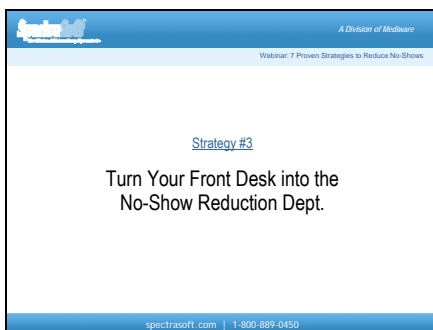 SpectraSoft
A Division of Mediware
Webinar: 7 Proven Strategies to Reduce No-Shows
Strategy #3
Turn Your Front Desk into the
No-Show Reduction Dept.
spectrasoft.com | 1-800-889-0450